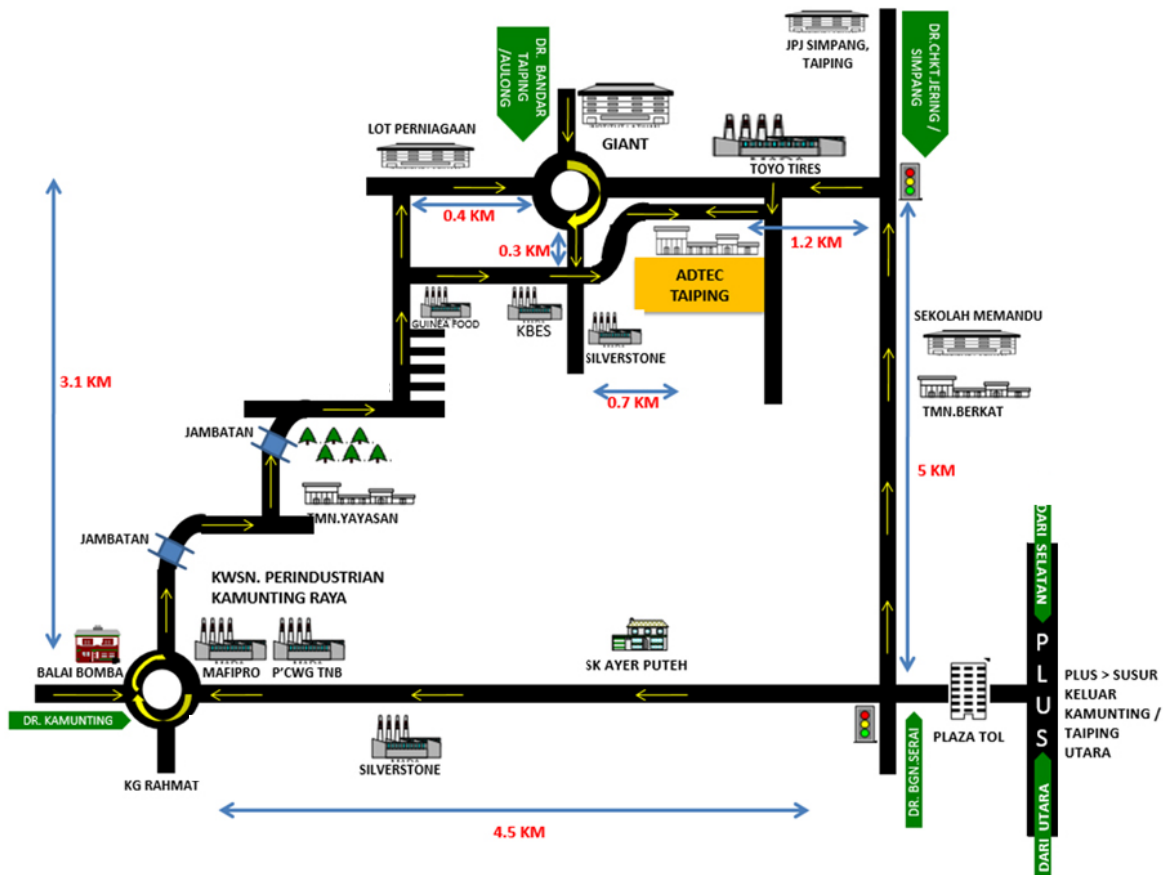 DR. BANDAR
TAIPING
/AULONG
JPJ SIMPANG,
TAIPING
DR.CHKT.JERING /
SIMPANG
LOT PERNIAGAAN
GIANT
TOYO TIRES
0.4 KM
0.3 KM
1.2 KM
ADTEC
TAIPING
GUINEA FOOD
KBES
SILVERSTONE
SEKOLAH MEMANDU
3.1 KM
0.7 KM
TMN.BERKAT
JAMBATAN
5 KM
TMN.YAYASAN
JAMBATAN
KWSN. PERINDUSTRIAN
KAMUNTING RAYA
DARI SELATAN
BALAI BOMBA
MAFIPRO
P'CWG TNB
SK AYER PUTEH
PLUS
PLUS > SUSUR
KELUAR
KAMUNTING /
TAIPING
UTARA
DR. KAMUNTING
PLAZA TOL
SILVERSTONE
DR. BGN.SERAI
KG RAHMAT
DARI UTARA
4.5 KM